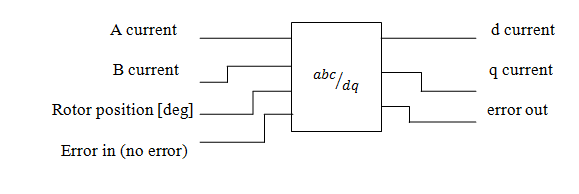 A current
d current
B current
abc/dq
q current
Rotor position [deg]
error out
Error in (no error)